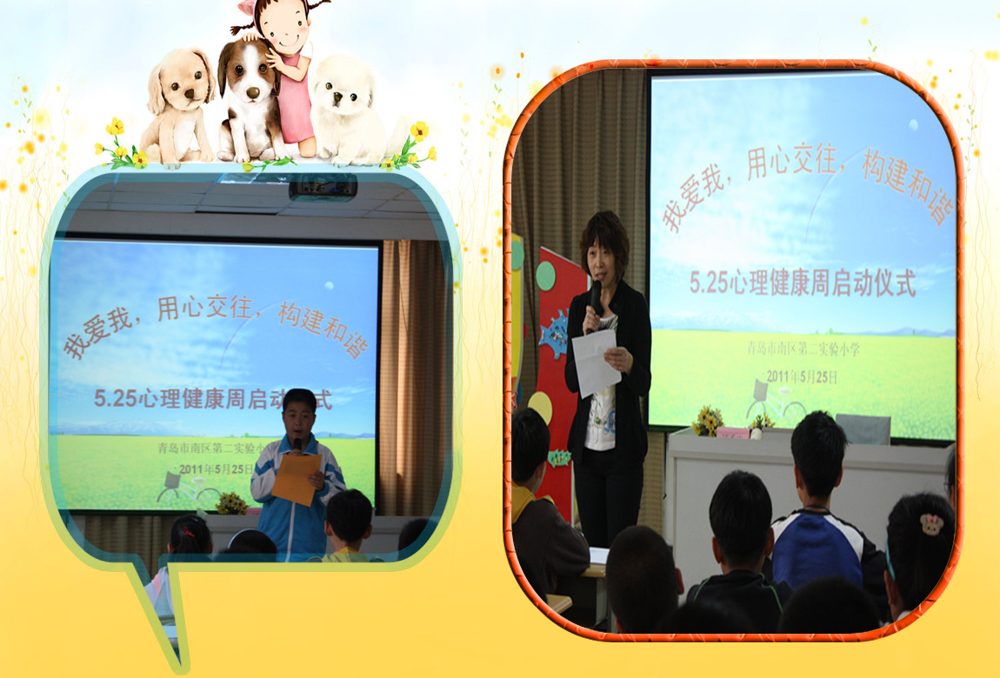 我爱我，用心交往，构建和谐
5.25心理健康周启动仪式
青岛市南区第二实验小
2011年5月25日
我爱我，用心交往，构建和谐
5.25心理健康周启动仪式
青岛市南区第二实验小学
2011年5月25日